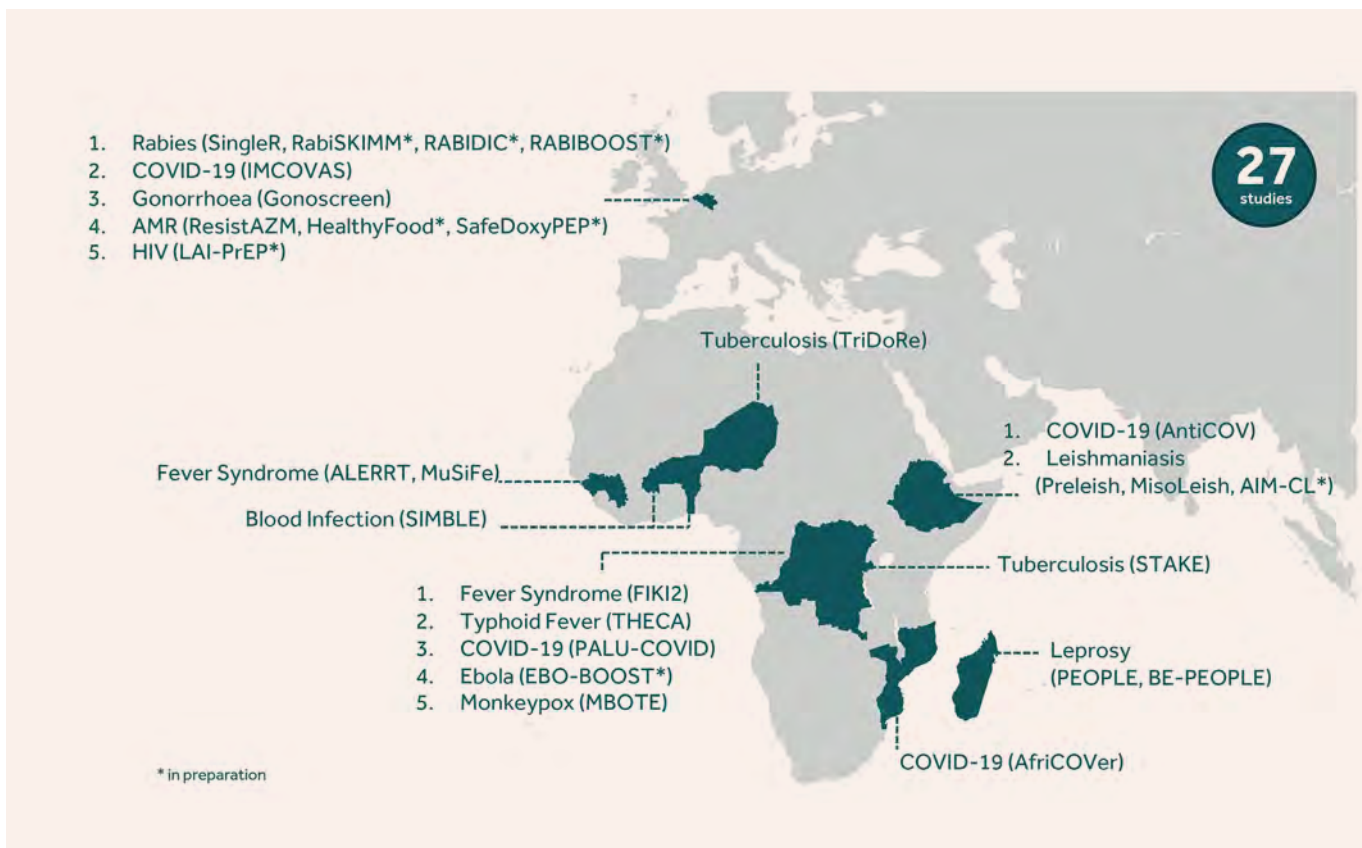 1. Rabies (SingleR, RabiSKIMM*, RABIDIC*, RABIBOOST*)
2. COVID-19 (IMCOVAS)
3. Gonorrhoea (Gonoscreen)
4. AMR (ResistAZM, HealthyFood*, SafeDoxyPEP*)
5. HIV (LAI-PrEP*)
27
studies
Tuberculosis (TriDoRe)
1. COVID-19 (AntiCOV)
2. Leishmaniasis
(Preleish, MisoLeish, AIM-CL*)
Fever Syndrome (ALERRT, MuSiFe)
Blood Infection (SIMBLE)
Tuberculosis (STAKE)
1. Fever Syndrome (FIKI2)
2. Typhoid Fever (THECA)
3. COVID-19 (PALU-COVID)
4. Ebola (EBO-BOOST*)
5. Monkeypox (MBOTE)
Leprosy
(PEOPLE, BE-PEOPLE)
COVID-19 (AfriCOVer)
* in preparation